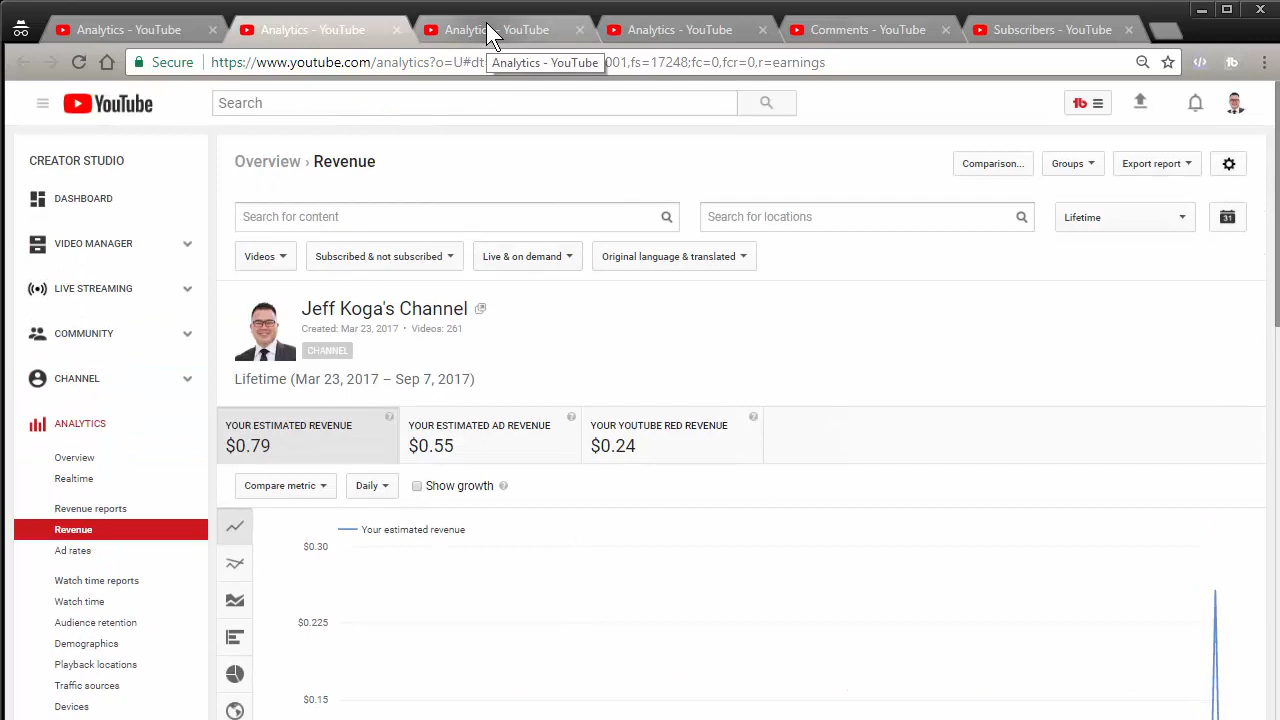 Analytics - YouTube
Analytics - YouTube
Analytics - YouTube
Comments - YouTube
Subscribers - YouTube
Secure
https://www.youtube.com/analytics?o=U#dt
001,fs=17248;fc=0,fcr=0,r=earnings
Analytics - YouTube
YouTube
Search
tb
CREATOR STUDIO
Overview › Revenue
Comparison...
Groups
Export report
DASHBOARD
Search for content
Search for locations
Lifetime
31
VIDEO MANAGER
Videos
Subscribed & not subscribed
Live & on demand
Original language & translated
LIVE STREAMING
Jeff Koga's Channel
Created: Mar 23, 2017 • Videos: 261
COMMUNITY
CHANNEL
Lifetime (Mar 23, 2017 – Sep 7, 2017)
CHANNEL
ANALYTICS
YOUR ESTIMATED REVENUE
$0.79
YOUR ESTIMATED AD REVENUE
$0.55
YOUR YOUTUBE RED REVENUE
$0.24
Overview
Realtime
Compare metric
Daily
Show growth
Revenue reports
Revenue
Your estimated revenue
Ad rates
$0.30
Watch time reports
Watch time
Audience retention
$0.225
Demographics
Playback locations
Traffic sources
$0.15
Devices